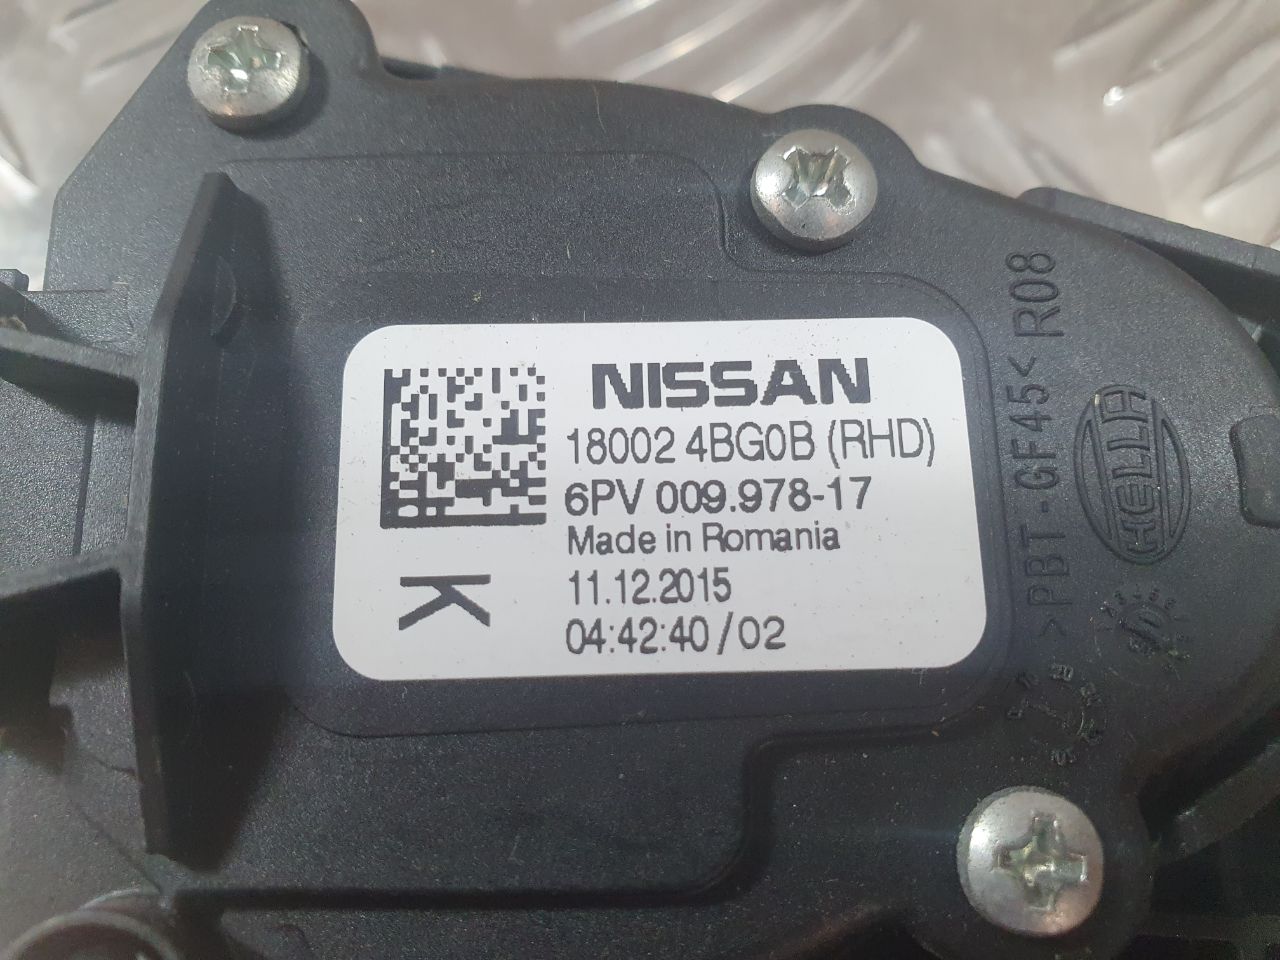 NISSAN
18002 4BG0B (RHD)
6PV 009.978-17
Made in Romania
11.12.2015
04:42:40/02
K
>PBT-GF45< R08
HELLA